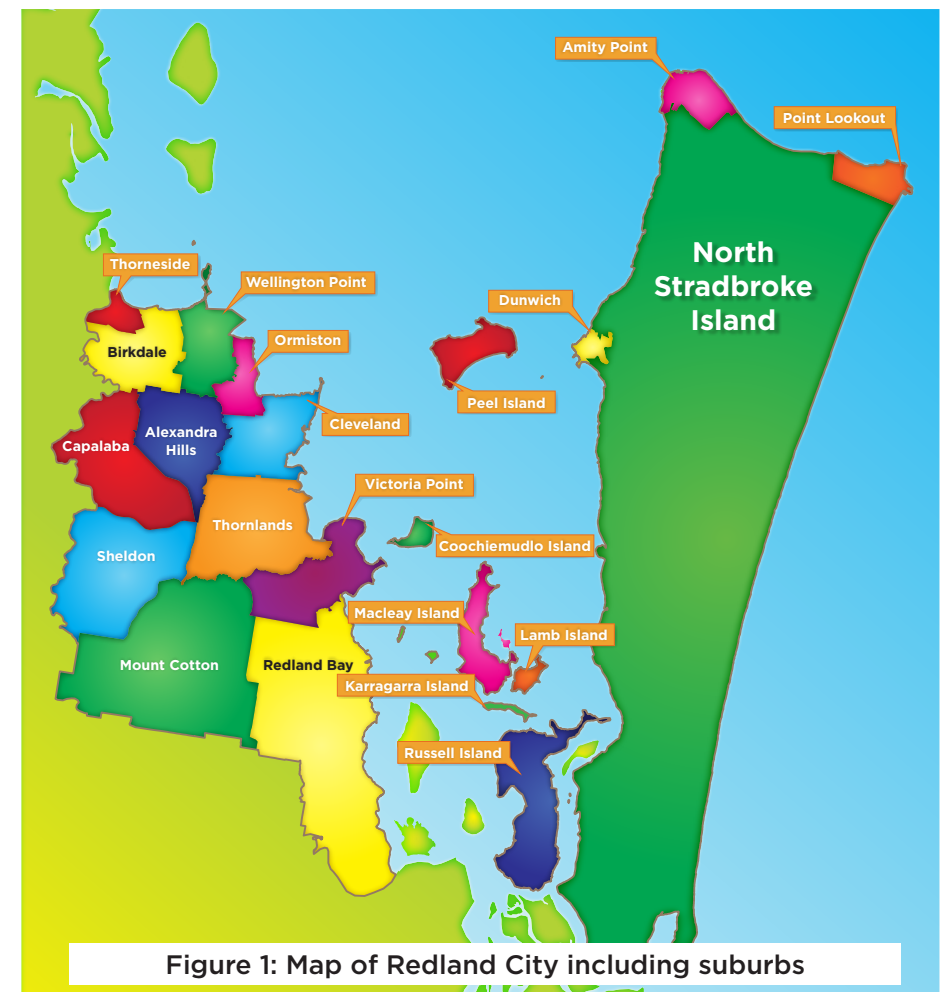 Amity Point
Point Lookout
North
Stradbroke
Island
Thorneside
Wellington Point
Dunwich
Ormiston
Birkdale
Peel Island
Cleveland
Alexandra
Hills
Capalaba
Victoria Point
Thornlands
Coochiemudlo Island
Sheldon
Macleay Island
Lamb Island
Mount Cotton
Redland Bay
Karragarra Island
Russell Island
Figure 1: Map of Redland City including suburbs